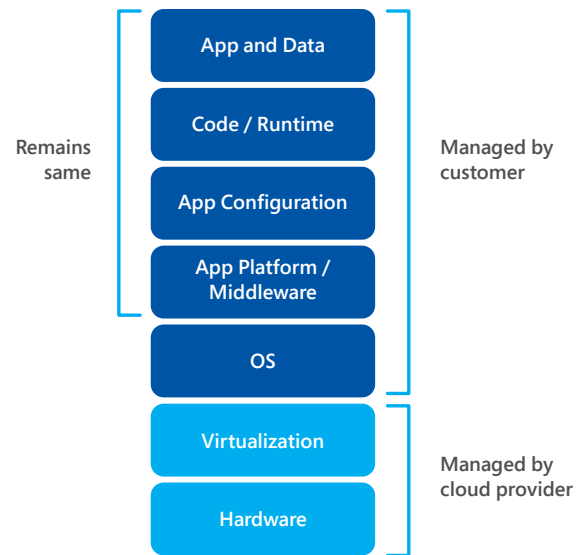 App and Data
Code / Runtime
Remains
same
Managed by
customer
App Configuration
App Platform /
Middleware
OS
Virtualization
Managed by
cloud provider
Hardware